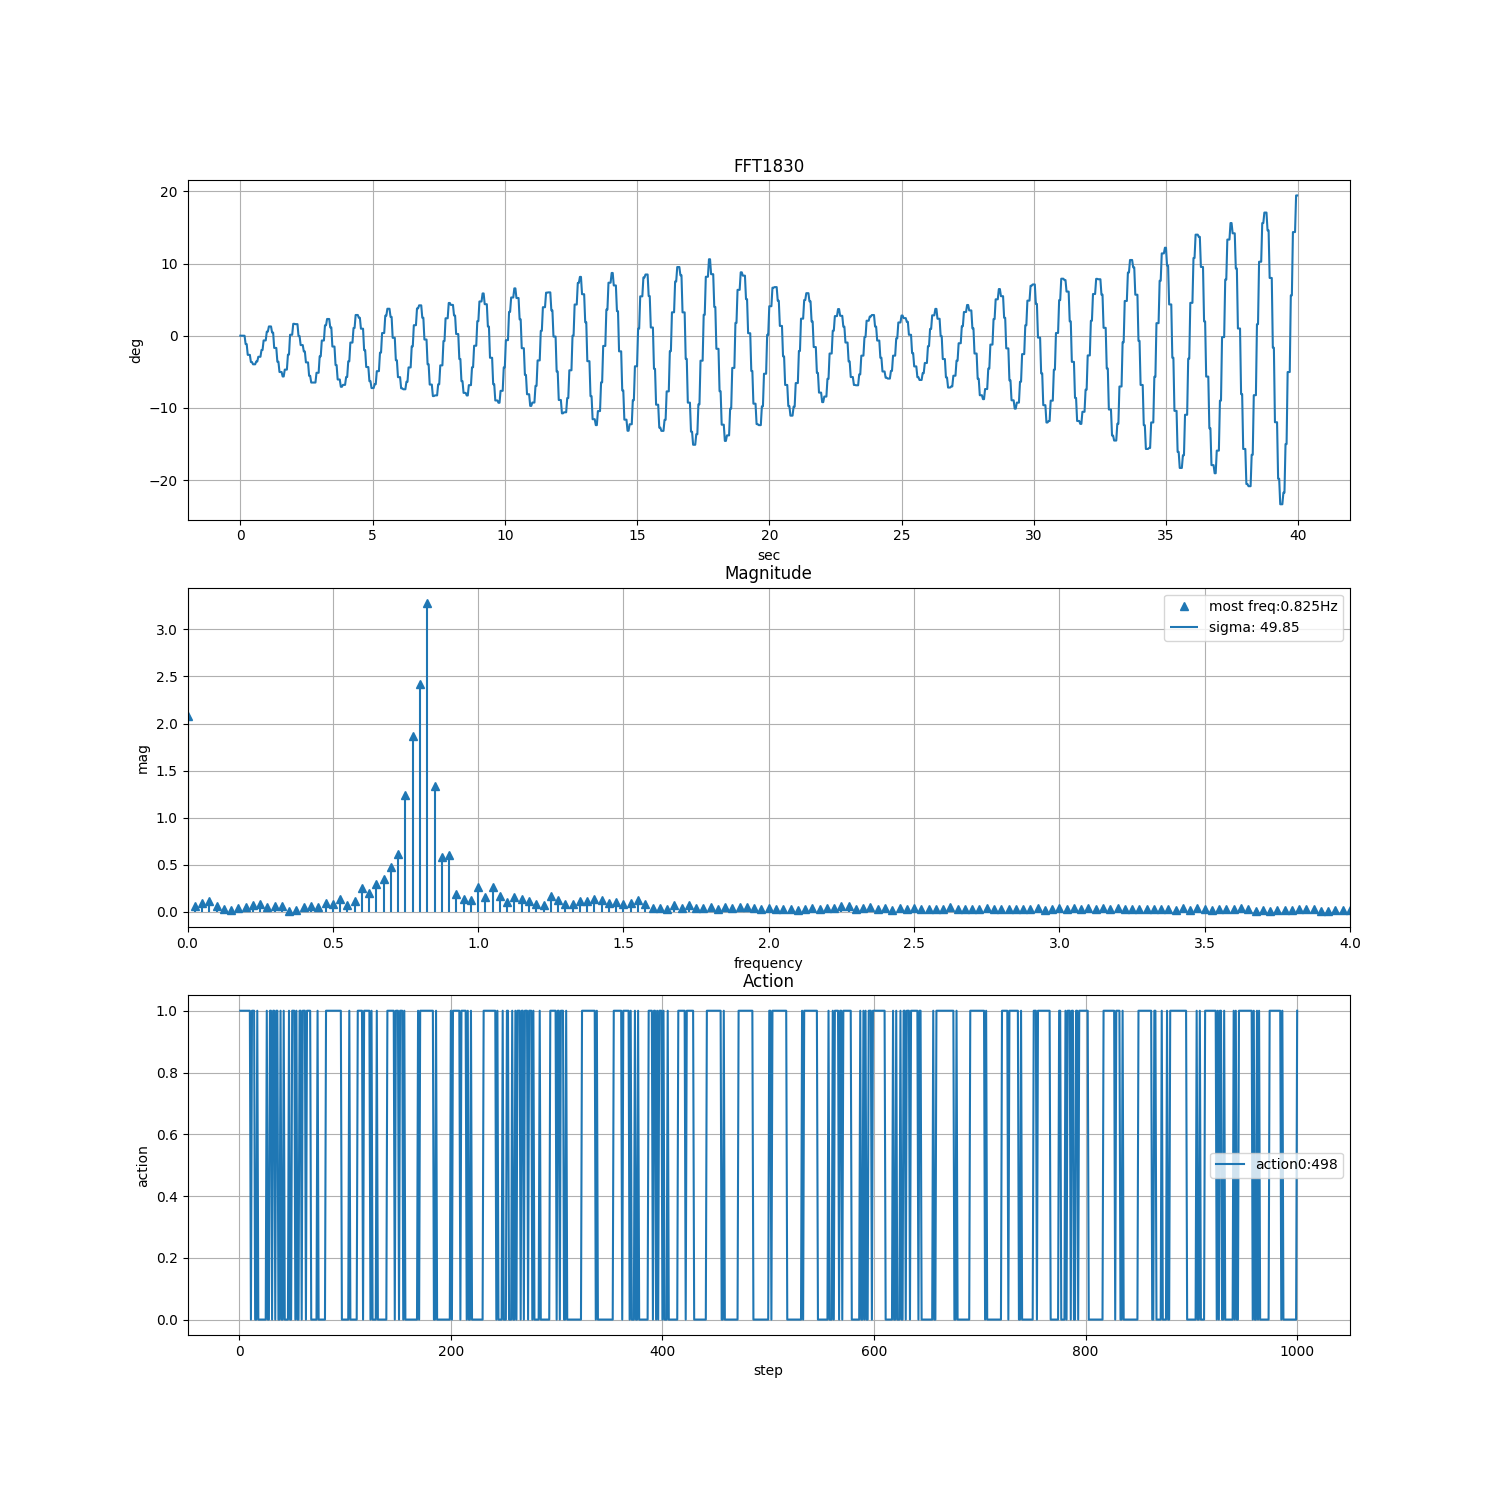 FFT1830
20
10
0
−10
−20
deg
0 5 10 15 20 25 30 35 40
sec
Magnitude
most freq:0.825Hz
sigma: 49.85
3.0
2.5
2.0
1.5
1.0
0.5
0.0
mag
0.0 0.5 1.0 1.5 2.0 2.5 3.0 3.5 4.0
frequency
Action
1.0
0.8
0.6
0.4
0.2
0.0
action
action0:498
0 200 400 600 800 1000
step